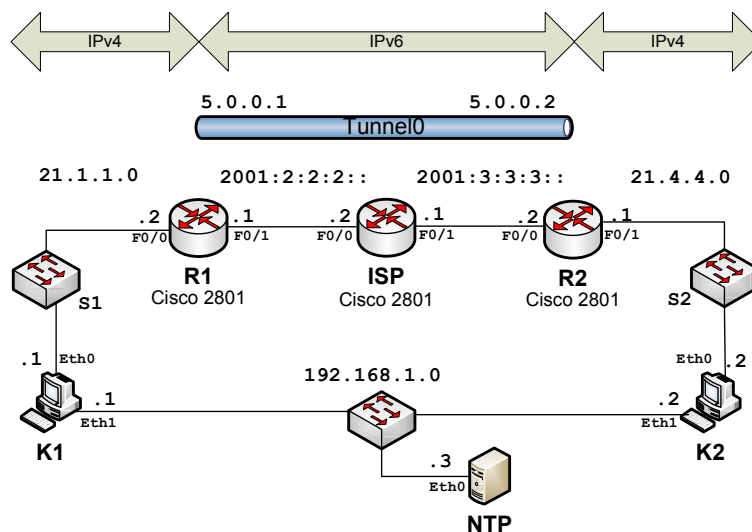 IPv4 IPv6 IPv4
5.0.0.1 5.0.0.2
Tunnel0
21.1.1.0 2001:2:2:2:: 2001:3:3:3:: 21.4.4.0
.2 .1 .2 .1 .2 .1
F0/0 F0/1 F0/0 F0/1 F0/0 F0/1
R1 ISP R2
Cisco 2801 Cisco 2801 Cisco 2801
S1 S2
.1 Eth0 Eth0 .2
192.168.1.0
.1 .2
Eth1 Eth1
K1 K2
.3
Eth0
NTP